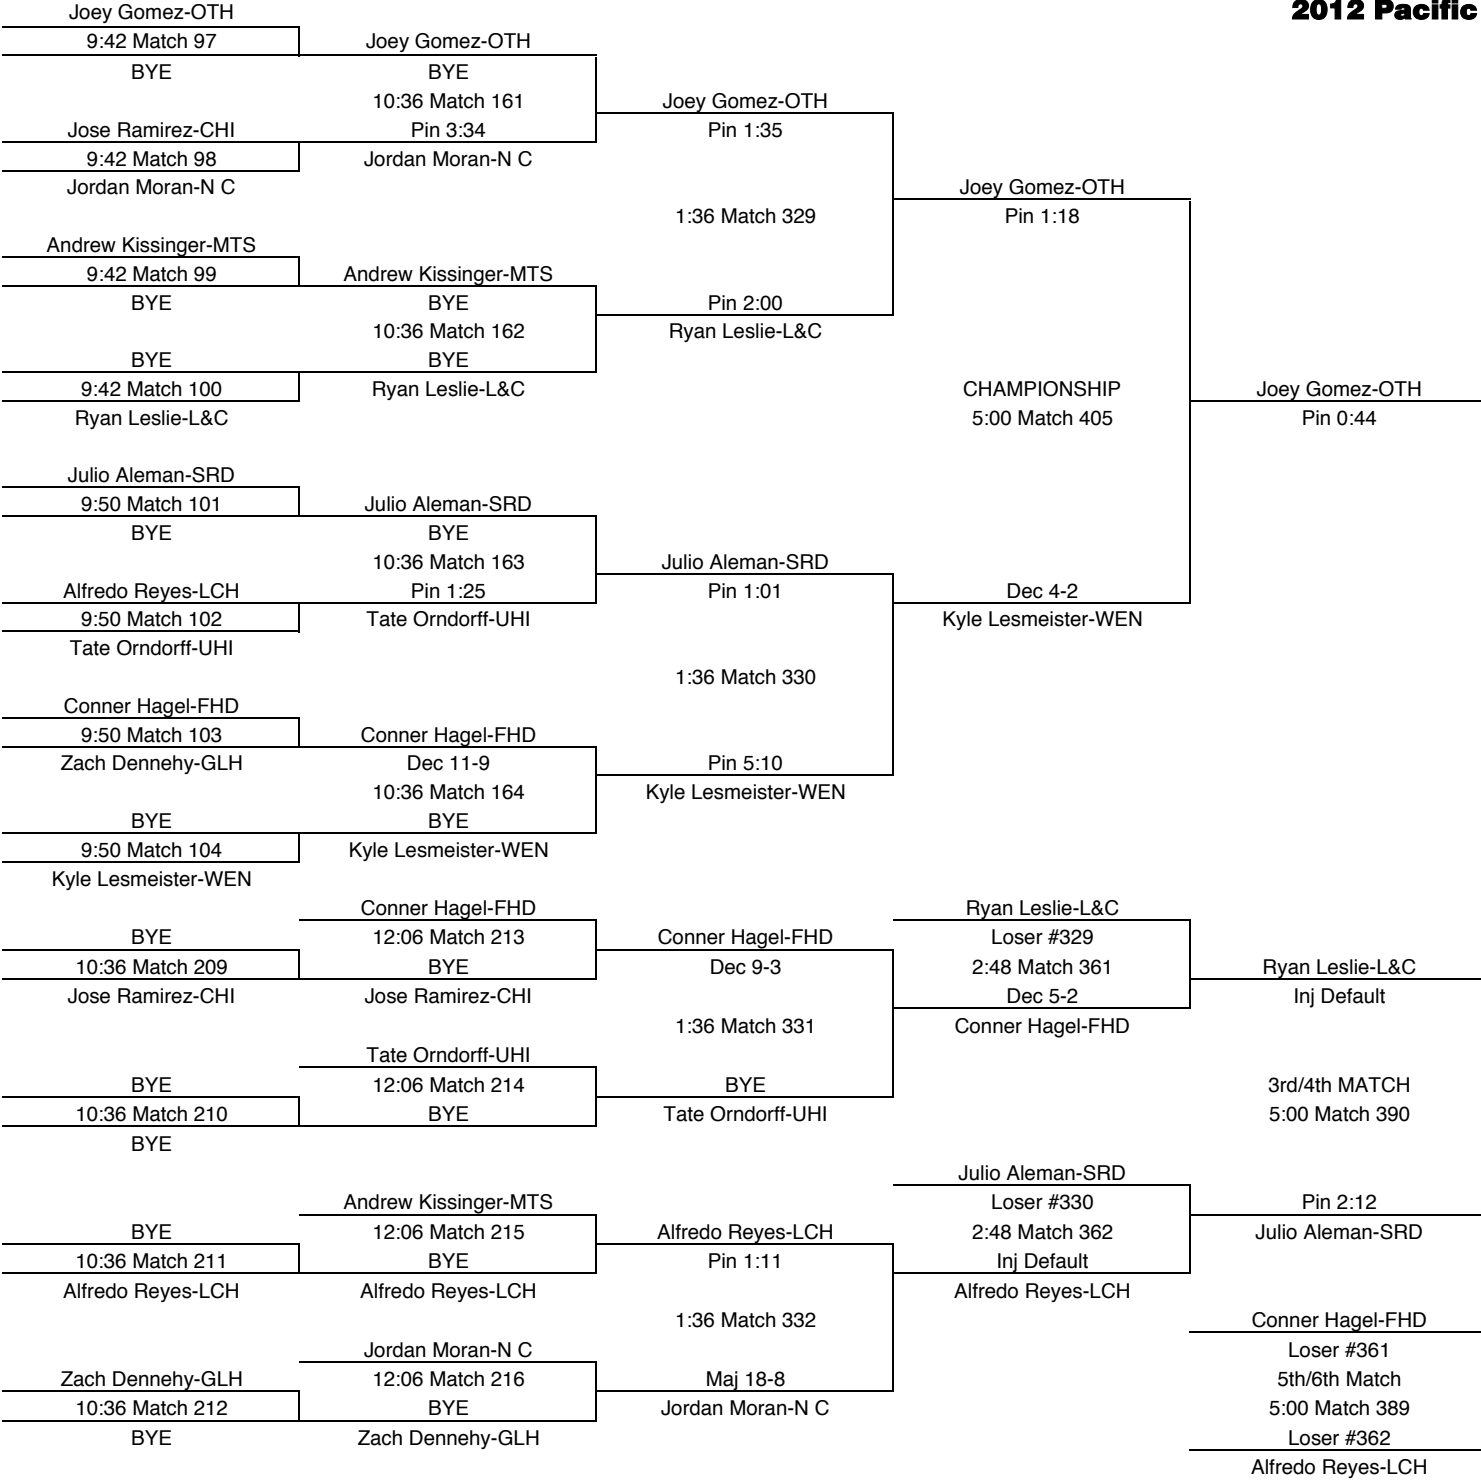 2012 Pacific
Joey Gomez-OTH
9:42 Match 97
BYE
Jose Ramirez-CHI
9:42 Match 98
Jordan Moran-N C
Andrew Kissinger-MTS
9:42 Match 99
BYE
BYE
9:42 Match 100
Ryan Leslie-L&C
Julio Aleman-SRD
9:50 Match 101
BYE
Alfredo Reyes-LCH
9:50 Match 102
Tate Orndorff-UHI
Conner Hagel-FHD
9:50 Match 103
Zach Dennehy-GLH
BYE
9:50 Match 104
Kyle Lesmeister-WEN
Joey Gomez-OTH
BYE
10:36 Match 161
Pin 3:34
Jordan Moran-N C
Andrew Kissinger-MTS
BYE
10:36 Match 162
BYE
Ryan Leslie-L&C
Julio Aleman-SRD
BYE
10:36 Match 163
Pin 1:25
Tate Orndorff-UHI
Conner Hagel-FHD
Dec 11-9
10:36 Match 164
BYE
Kyle Lesmeister-WEN
Joey Gomez-OTH
Pin 1:35
1:36 Match 329
Pin 2:00
Ryan Leslie-L&C
Julio Aleman-SRD
Pin 1:01
1:36 Match 330
Pin 5:10
Kyle Lesmeister-WEN
Joey Gomez-OTH
Pin 1:18
CHAMPIONSHIP
5:00 Match 405
Dec 4-2
Kyle Lesmeister-WEN
Joey Gomez-OTH
Pin 0:44
BYE
10:36 Match 209
Jose Ramirez-CHI
BYE
10:36 Match 210
BYE
BYE
10:36 Match 211
Alfredo Reyes-LCH
Zach Dennehy-GLH
10:36 Match 212
BYE
Conner Hagel-FHD
12:06 Match 213
BYE
Jose Ramirez-CHI
Tate Orndorff-UHI
12:06 Match 214
BYE
Andrew Kissinger-MTS
12:06 Match 215
BYE
Alfredo Reyes-LCH
Jordan Moran-N C
12:06 Match 216
BYE
Zach Dennehy-GLH
Conner Hagel-FHD
Dec 9-3
1:36 Match 331
BYE
Tate Orndorff-UHI
Alfredo Reyes-LCH
Pin 1:11
1:36 Match 332
Maj 18-8
Jordan Moran-N C
Ryan Leslie-L&C
Loser #329
2:48 Match 361
Dec 5-2
Conner Hagel-FHD
Julio Aleman-SRD
Loser #330
2:48 Match 362
Inj Default
Alfredo Reyes-LCH
Ryan Leslie-L&C
Inj Default
3rd/4th MATCH
5:00 Match 390
Pin 2:12
Julio Aleman-SRD
Conner Hagel-FHD
Loser #361
5th/6th Match
5:00 Match 389
Loser #362
Alfredo Reyes-LCH